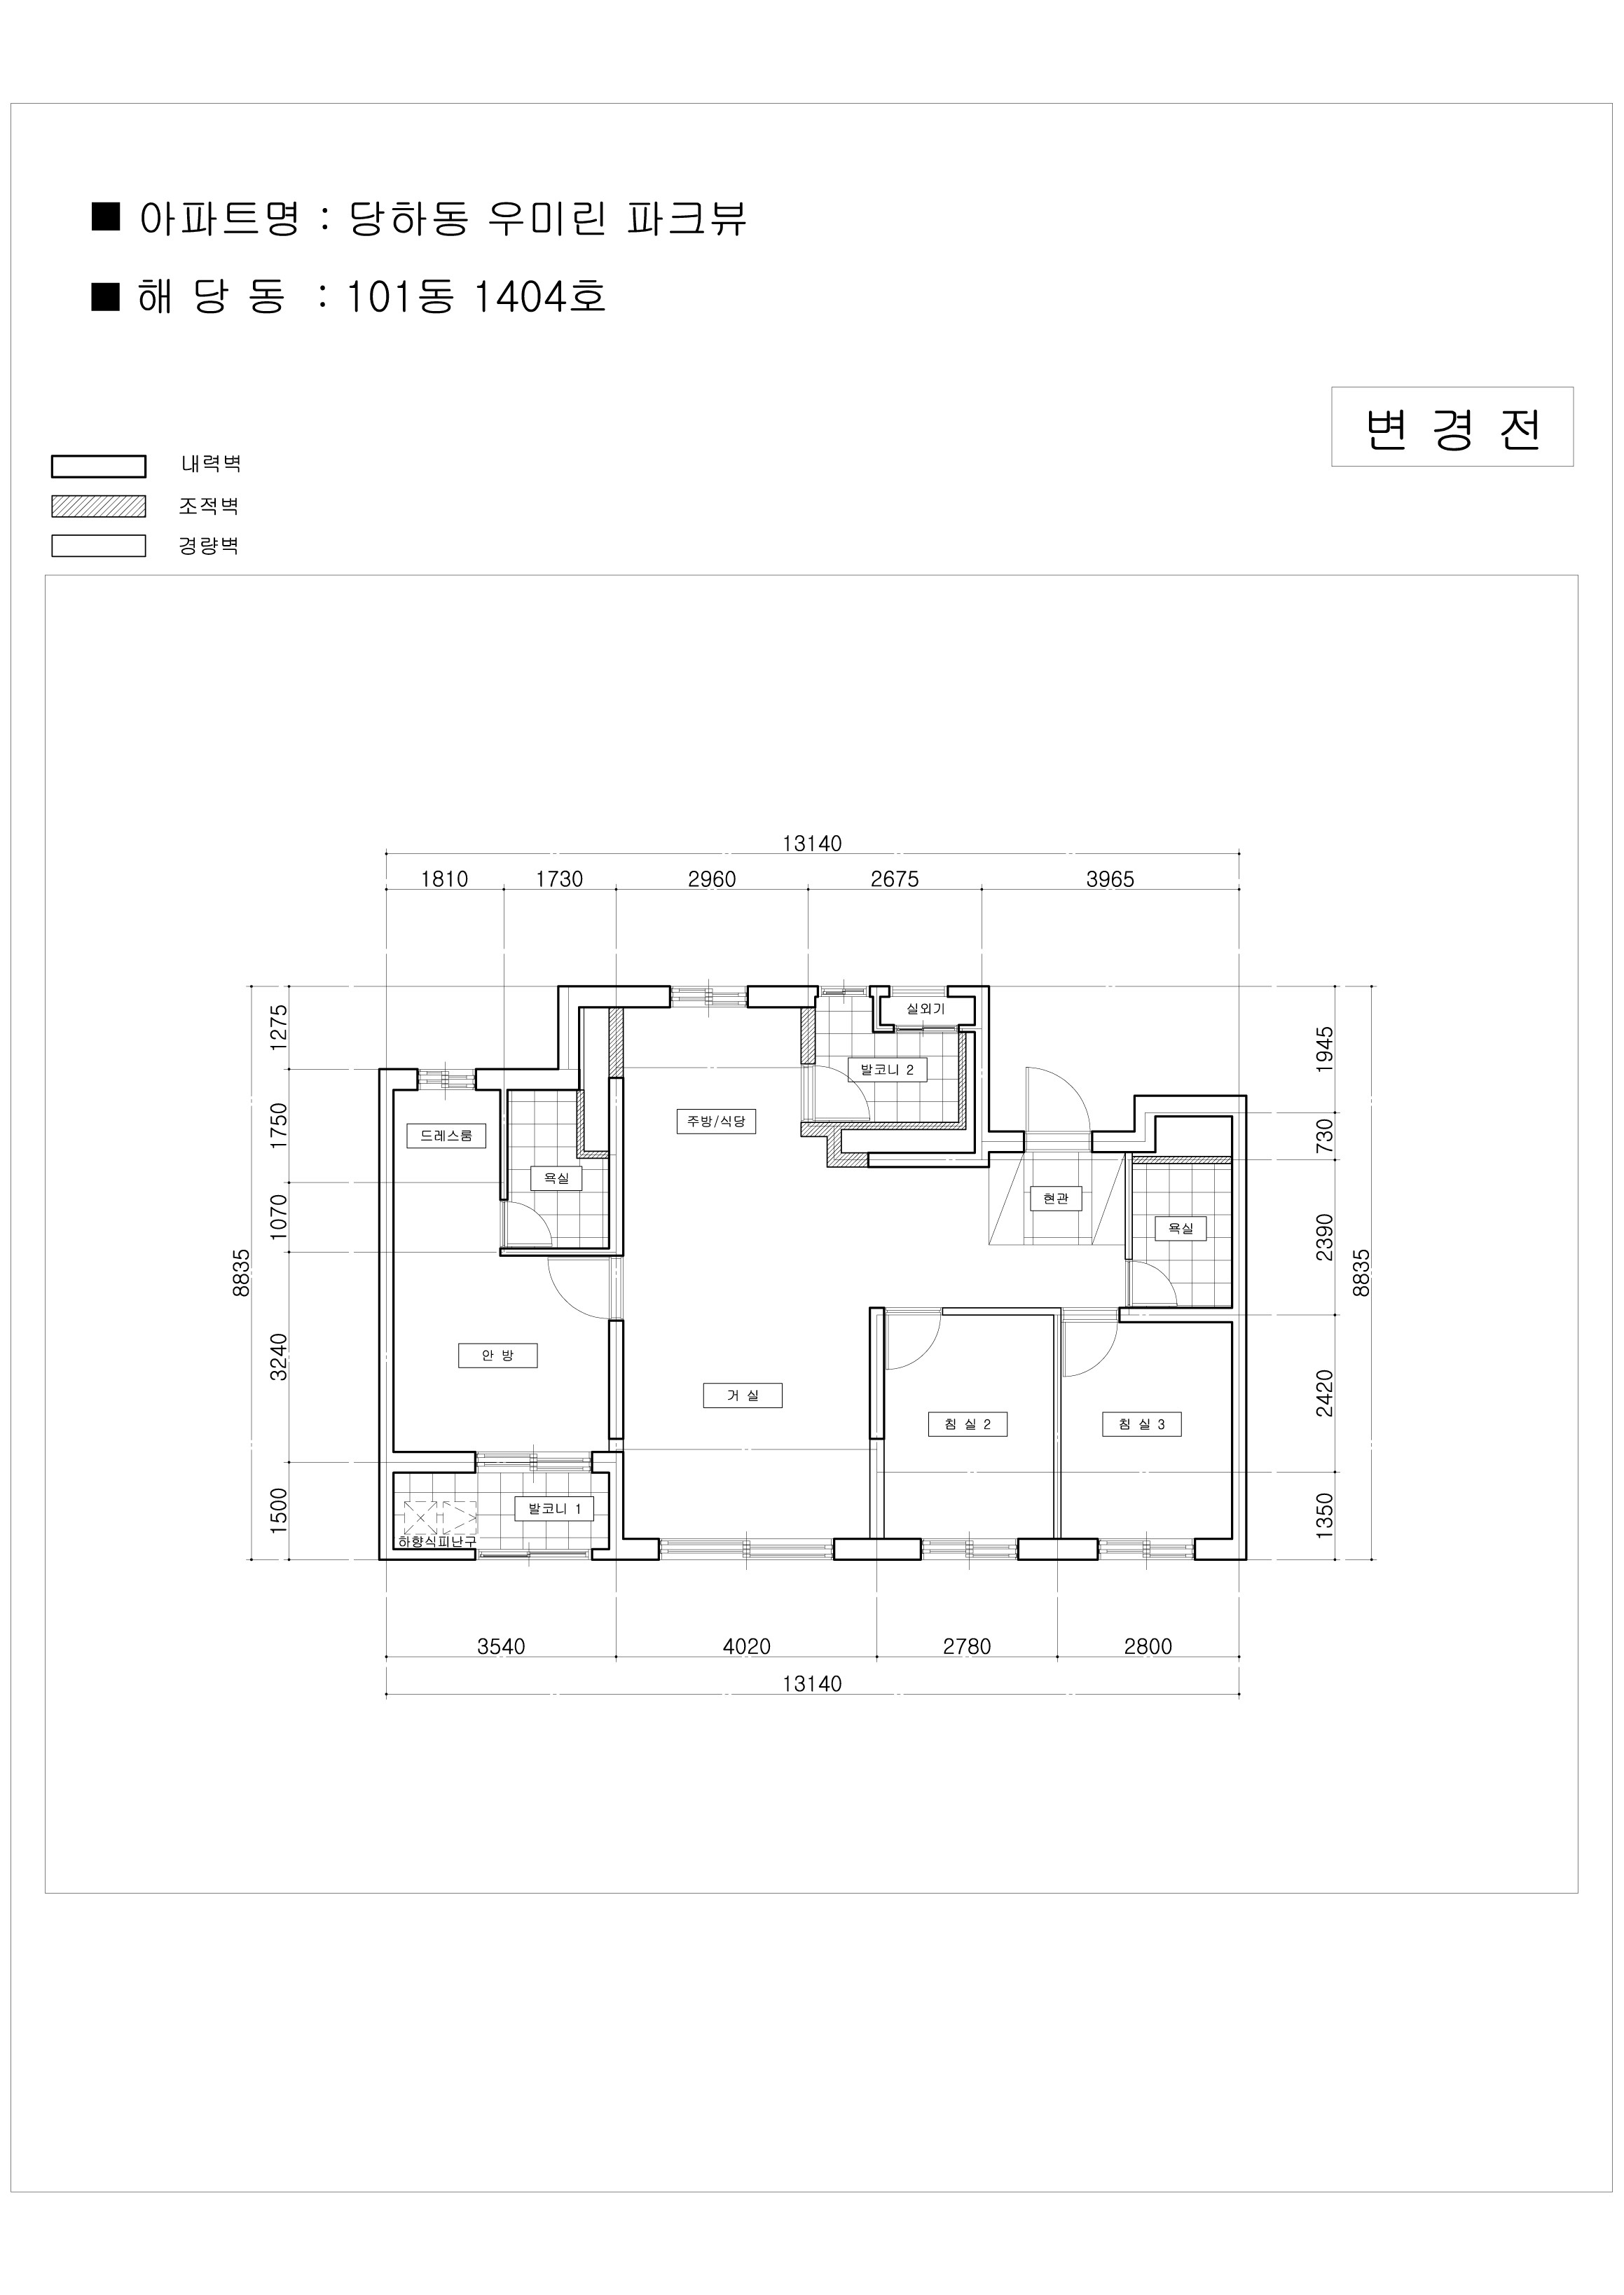 ■ 아파트명 : 당하동 우미린 파크뷰
■ 해 당 동 : 101동 1404호
변 경 전
내력벽
조적벽
경량벽
13140
1810 1730 2960 2675 3965
1275
1750
1070
3240
1500
8835
1945
730
2390
2420
1350
8835
실외기
발코니 2
주방/식당
드레스룸
욕실
현관
욕실
안 방
거 실
침 실 2
침 실 3
발코니 1
하향식피난구
3540 4020 2780 2800
13140